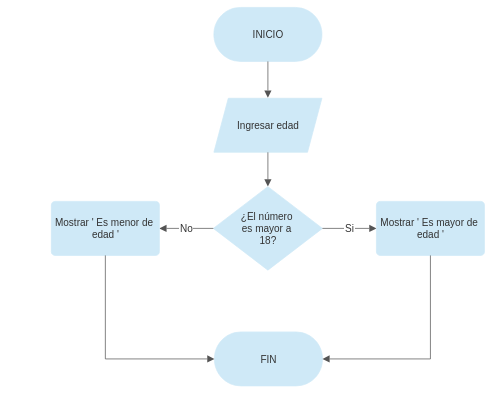 INICIO
Ingresar edad
¿El número
es mayor a
18?
No
Si
Mostrar ' Es menor de
edad '
Mostrar ' Es mayor de
edad '
FIN